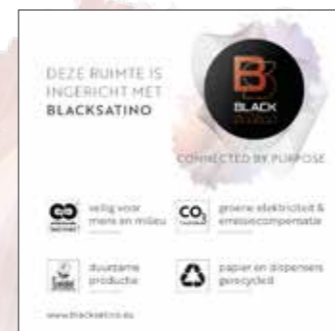 DEZE RUIMTE IS
INGERICHT MET
BLACKSATINO
BLACK
CONNECTED BY PURPOSE
veilig voor
mens en milieu
groene elektriciteit &
emissiecompensatie
CO₂
duurzame
productie
papier en dispensers
gerecycled
www.blacksatino.eu